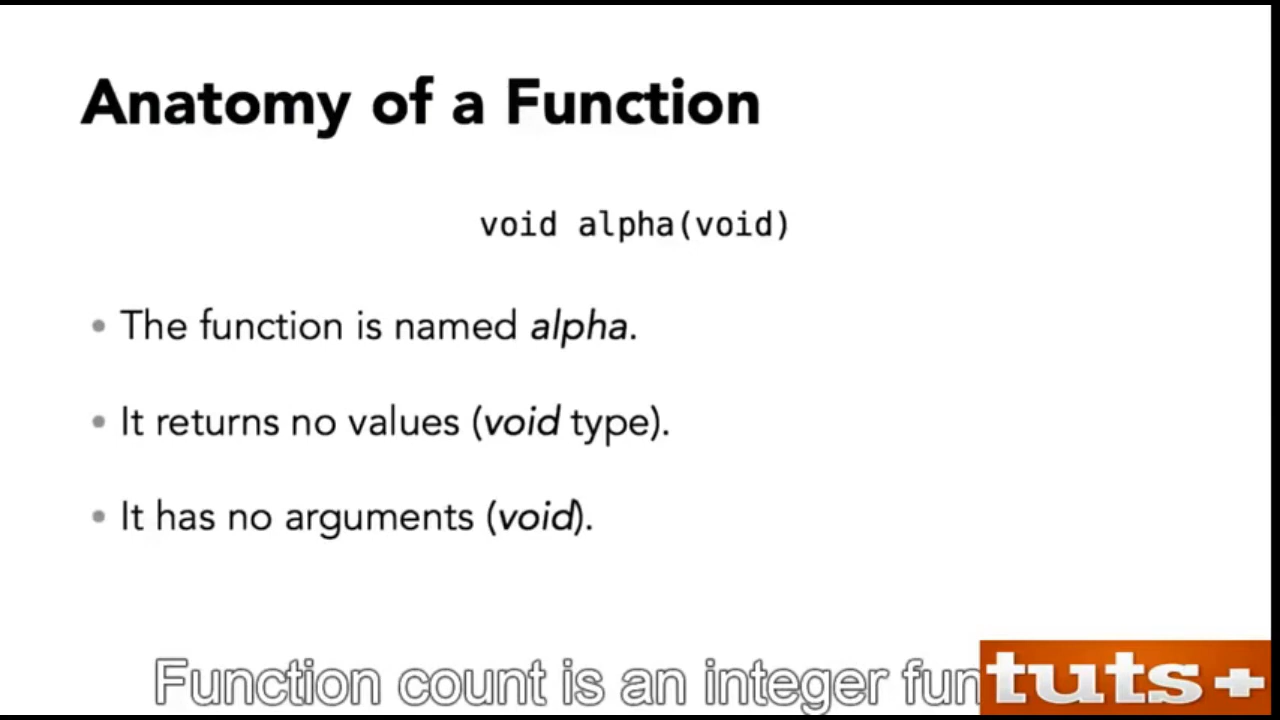 Anatomy of a Function
void alpha(void)
• The function is named alpha.
• It returns no values (void type).
• It has no arguments (void).
Function count is an integer fun
tuts+